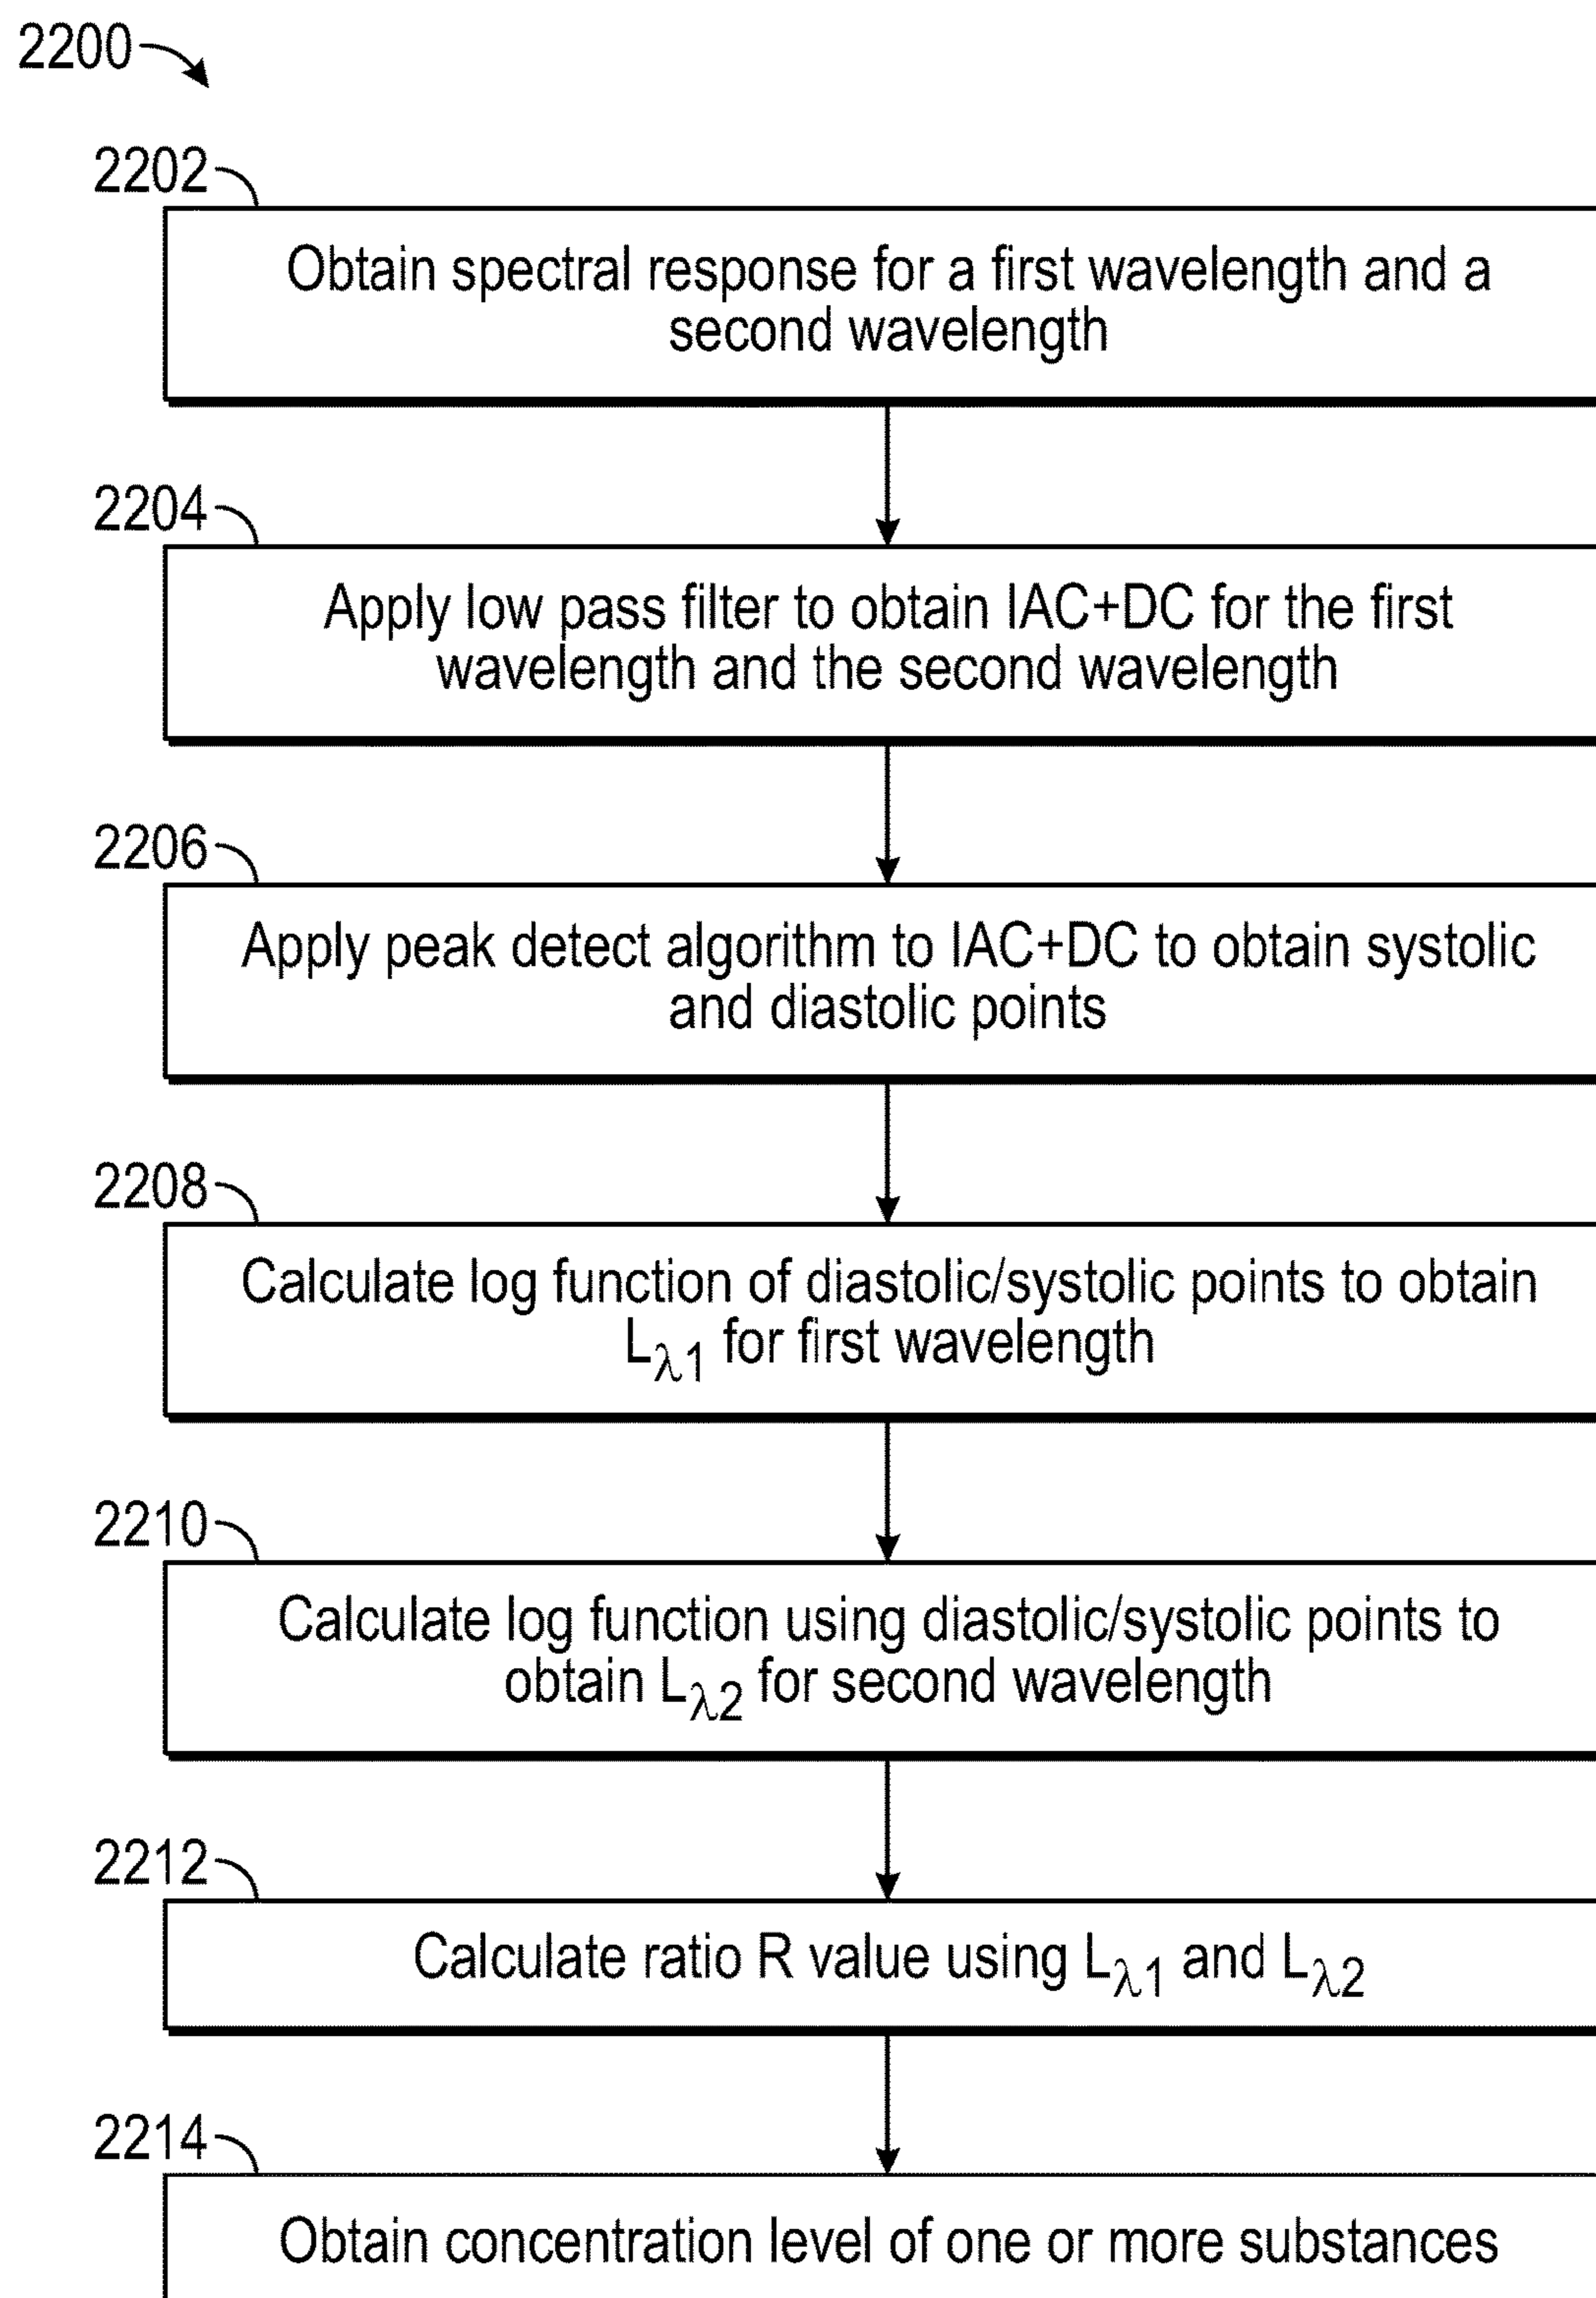 2200
2202
Obtain spectral response for a first wavelength and a
second wavelength
2204
Apply low pass filter to obtain IAC+DC for the first
wavelength and the second wavelength
2206
Apply peak detect algorithm to IAC+DC to obtain systolic
and diastolic points
2208
Calculate log function of diastolic/systolic points to obtain
Lλ1 for first wavelength
2210
Calculate log function using diastolic/systolic points to
obtain Lλ2 for second wavelength
2212
Calculate ratio R value using Lλ1 and Lλ2
2214
Obtain concentration level of one or more substances